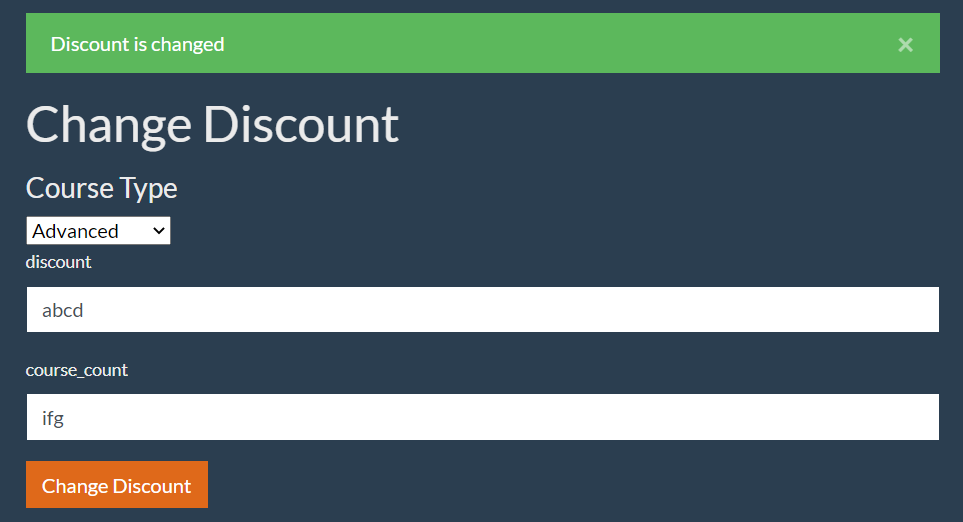 Discount is changed ×
Change Discount
Course Type
Advanced
discount
abcd
course_count
ifg
Change Discount